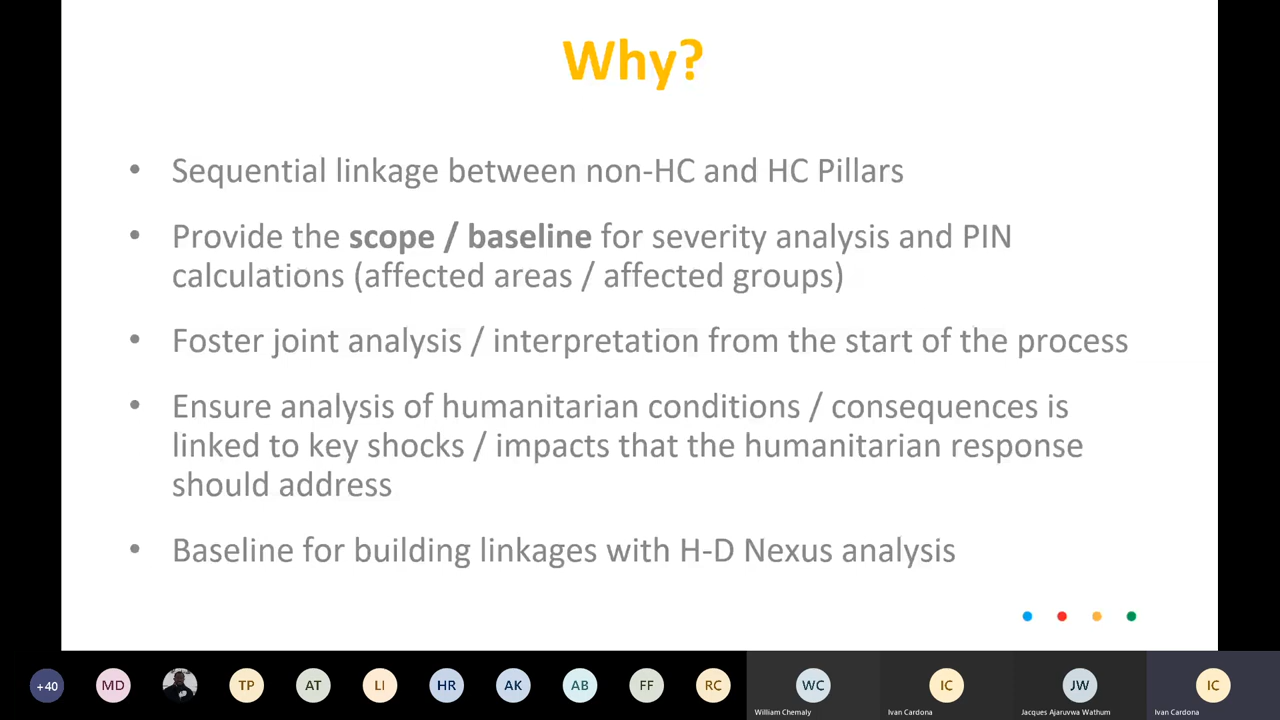 Why?
• Sequential linkage between non-HC and HC Pillars
• Provide the scope / baseline for severity analysis and PIN
calculations (affected areas / affected groups)
• Foster joint analysis / interpretation from the start of the process
• Ensure analysis of humanitarian conditions / consequences is
linked to key shocks / impacts that the humanitarian response
should address
• Baseline for building linkages with H-D Nexus analysis
+40 MD TP AT LI HR AK AB FF RC WC IC JW IC
William Chemaly Ivan Cardona Jacques Ajaruvwa Wathum Ivan Cardona